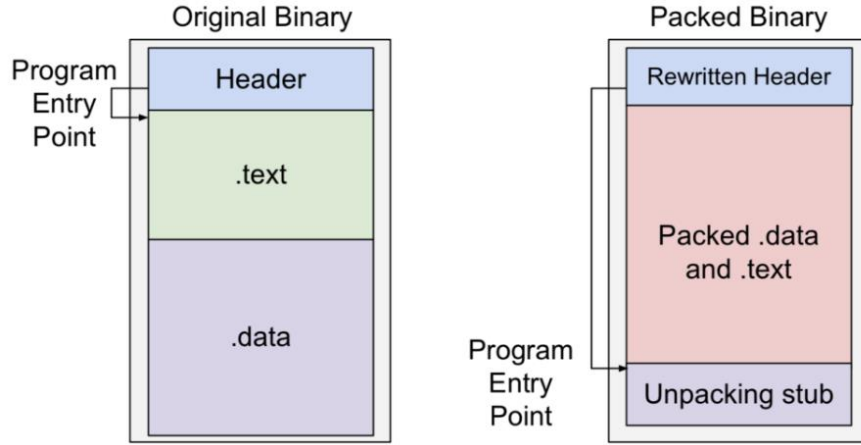 Original Binary
Program
Entry
Point
Header
.text
.data
Packed Binary
Rewritten Header
Packed .data
and .text
Program
Entry
Point
Unpacking stub